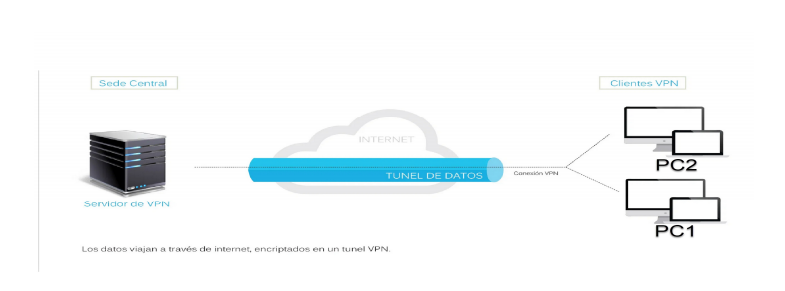 Sede Central
Clientes VPN
INTERNET
TUNEL DE DATOS
Conexión VPN
PC2
Servidor de VPN
PC1
Los datos viajan a través de internet, encriptados en un tunel VPN.